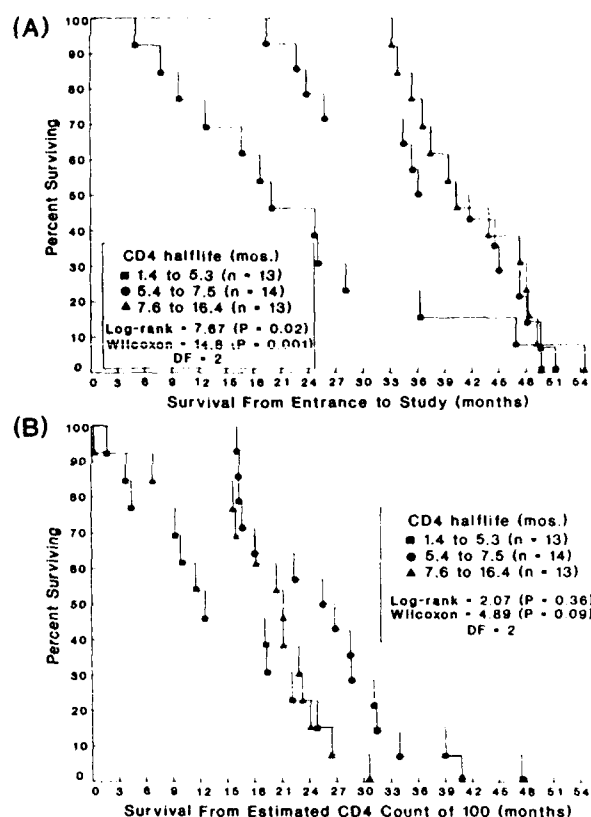 (A)
100
90
80
70
60
50
40
30
20
10
0
Percent Surviving
CD4 halflife (mos.)
1.4 to 5.3 (n = 13)
5.4 to 7.5 (n = 14)
7.6 to 16.4 (n = 13)
Log-rank = 7.67 (P = 0.02)
Wilcoxon = 14.8 (P = 0.001)
DF = 2
0 3 6 9 12 15 18 21 24 27 30 33 36 39 42 45 48 51 54
Survival From Entrance to Study (months)
(B)
100
90
80
70
60
50
40
30
20
10
0
Percent Surviving
CD4 halflife (mos.)
1.4 to 5.3 (n = 13)
5.4 to 7.5 (n = 14)
7.6 to 16.4 (n = 13)
Log-rank = 2.07 (P = 0.36)
Wilcoxon = 4.89 (P = 0.09)
DF = 2
0 3 6 9 12 15 18 21 24 27 30 33 36 39 42 45 48 51 54
Survival From Estimated CD4 Count of 100 (months)